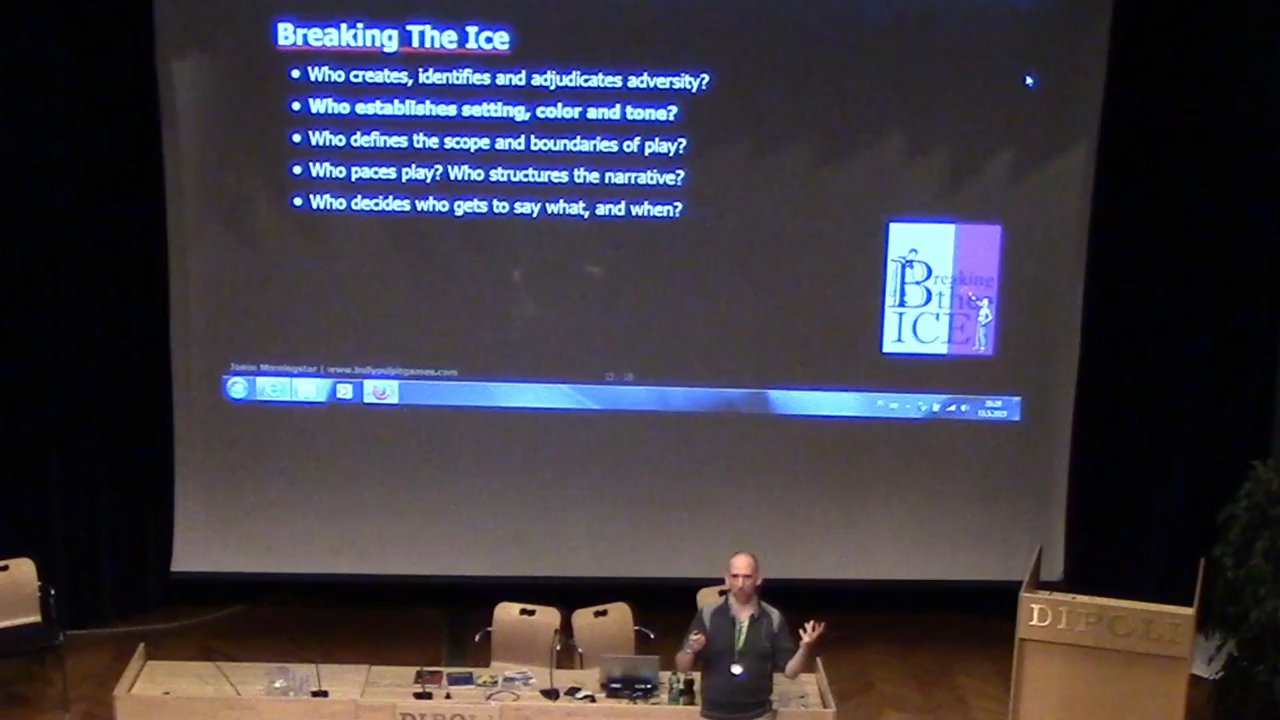 Breaking The Ice
• Who creates, identifies and adjudicates adversity?
• Who establishes setting, color and tone?
• Who defines the scope and boundaries of play?
• Who paces play? Who structures the narrative?
• Who decides who gets to say what, and when?
Breaking
the
ICE
Jason Morningstar | www.bullypulpitgames.com
DIPOLI
DIPOLI